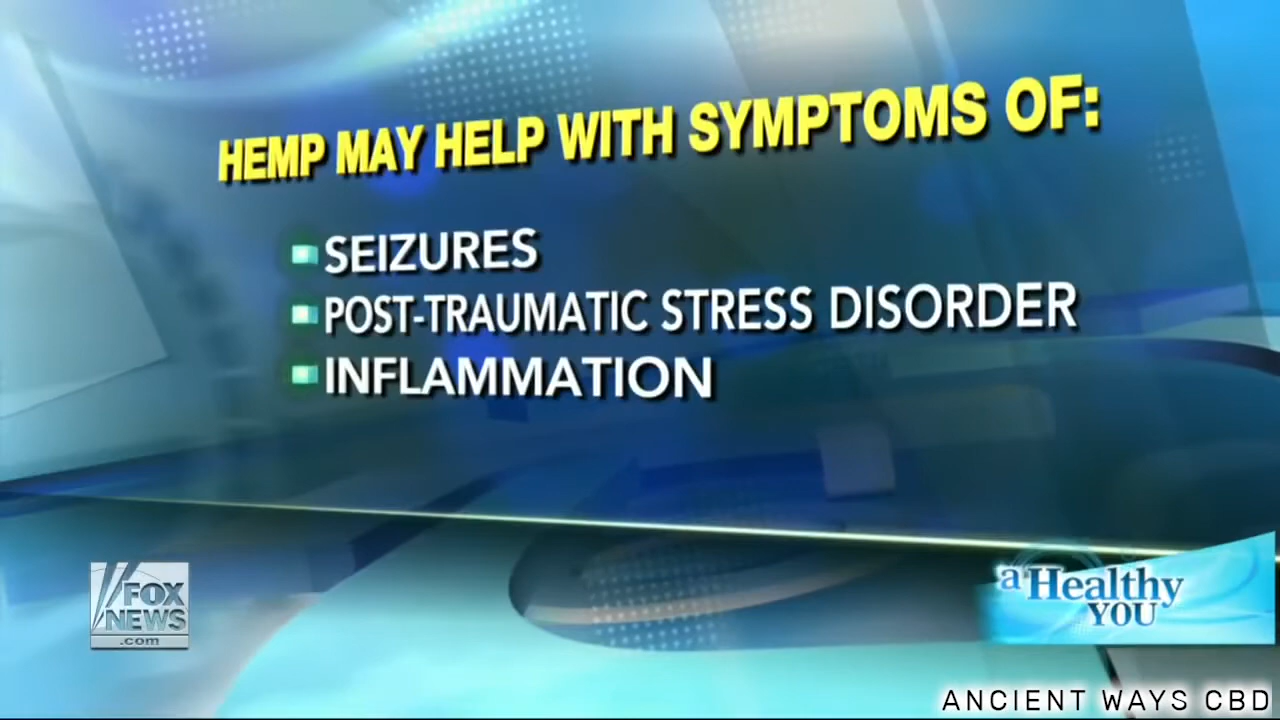 HEMP MAY HELP WITH SYMPTOMS OF:
SEIZURES
POST-TRAUMATIC STRESS DISORDER
INFLAMMATION
FOX
NEWS
.com
a Healthy
YOU
ANCIENT WAYS CBD